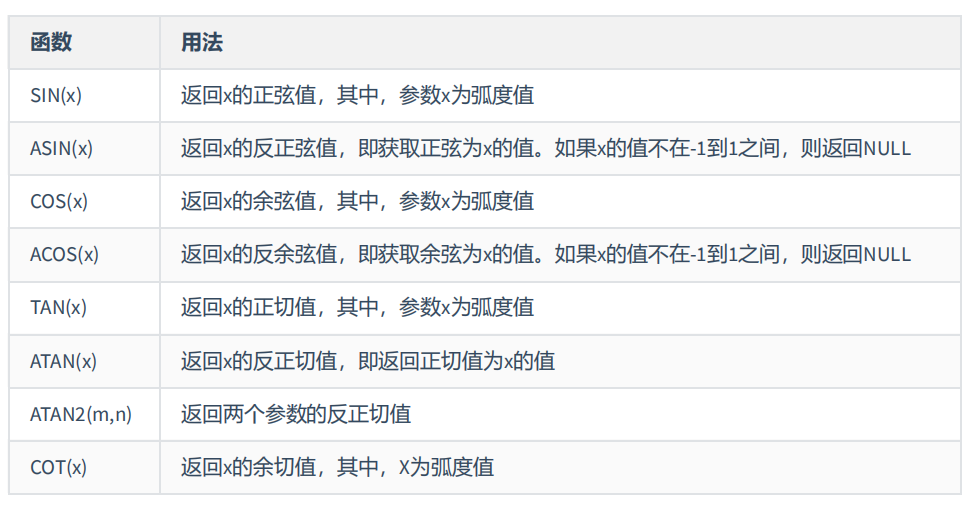 函数 用法
SIN(x) 返回x的正弦值，其中，参数x为弧度值
ASIN(x) 返回x的反正弦值，即获取正弦为x的值。如果x的值不在-1到1之间，则返回NULL
COS(x) 返回x的余弦值，其中，参数x为弧度值
ACOS(x) 返回x的反余弦值，即获取余弦为x的值。如果x的值不在-1到1之间，则返回NULL
TAN(x) 返回x的正切值，其中，参数x为弧度值
ATAN(x) 返回x的反正切值，即返回正切值为x的值
ATAN2(m,n) 返回两个参数的反正切值
COT(x) 返回x的余切值，其中，X为弧度值